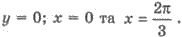 y = 0; x = 0 та x = 2π/3 .